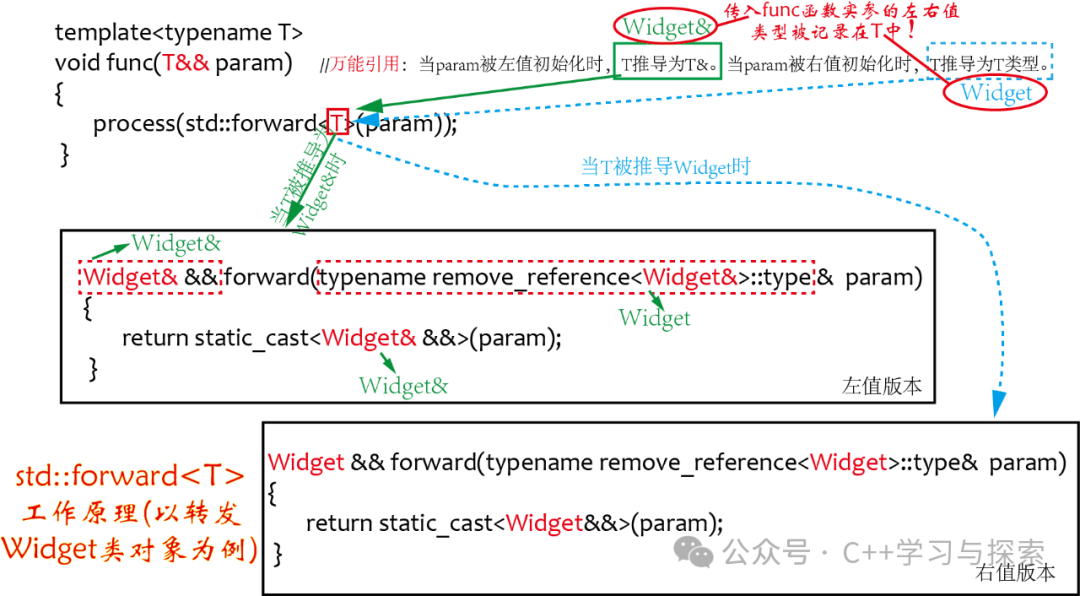 template<typename T>
void func(T&& param)
//万能引用：当param被左值初始化时，T推导为T&。当param被右值初始化时，T推导为T类型。
Widget&
传入func函数实参的左右值
类型被记录在T中！
Widget
{
process(std::forward<T>(param));
}
当T被推导为
Widget&时
当T被推导Widget时
Widget&
Widget& &&forward(typename remove_reference<Widget&>::type& param)
{
Widget
return static_cast<Widget& &&>(param);
}
Widget&
左值版本
std::forward<T>
工作原理(以转发
Widget类对象为例)
Widget && forward(typename remove_reference<Widget>::type& param)
{
return static_cast<Widget&&>(param);
}
公众号 · C++学习与探索
右值版本